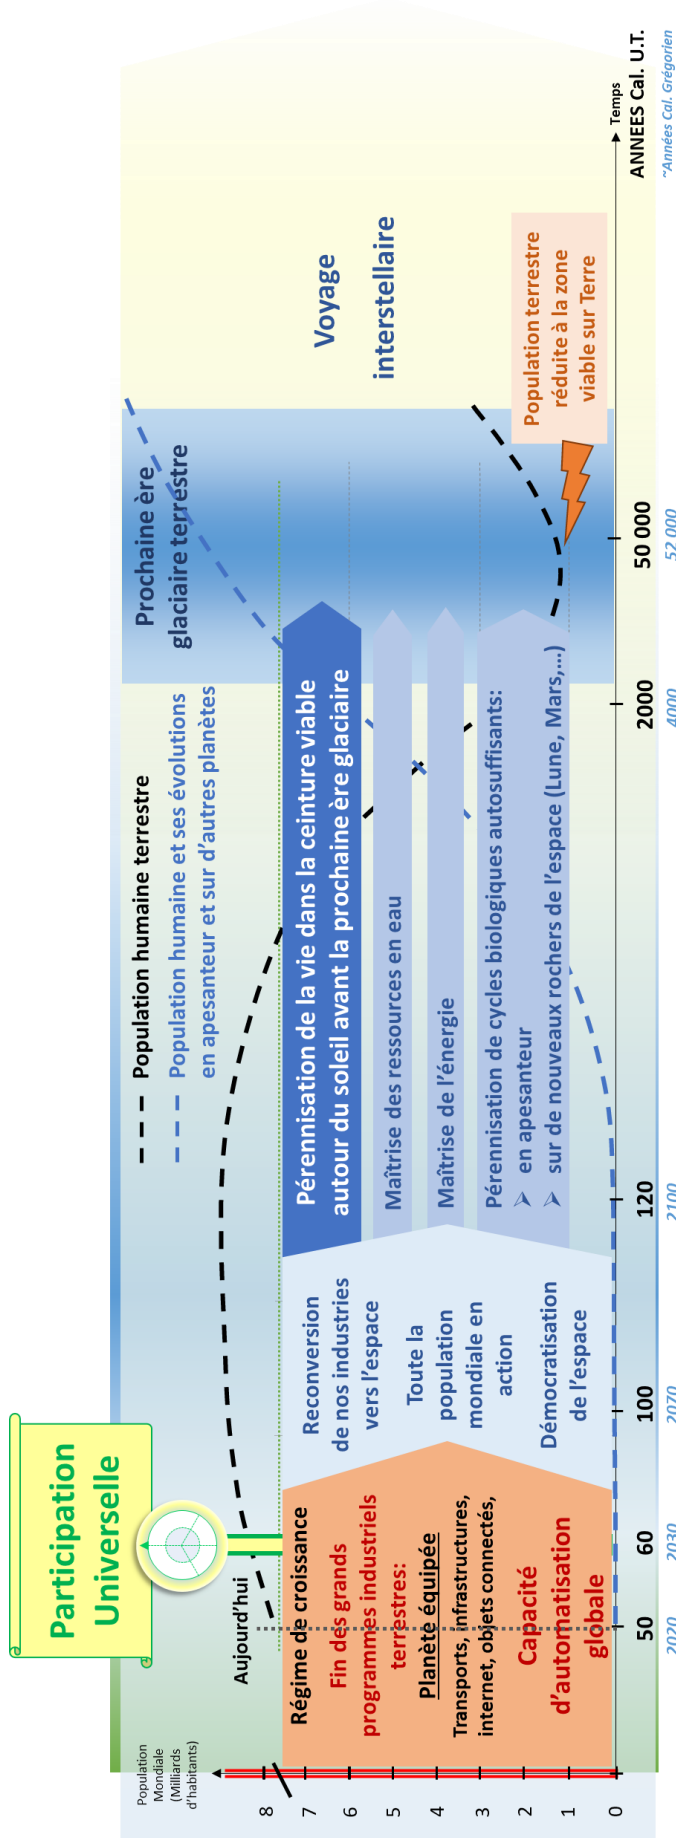 Participation
Universelle
Population
Mondiale
(Milliards
d'habitants)
8
7
6
5
4
3
2
1
0
Aujourd'hui
Régime de croissance
Fin des grands
programmes industriels
terrestres:
Planète équipée
Transports, infrastructures,
internet, objets connectés,
Capacité
d'automatisation
globale
Reconversion
de nos industries
vers l'espace
Toute la
population
mondiale en
action
Démocratisation
de l'espace
Population humaine terrestre
Population humaine et ses évolutions
en apesanteur et sur d'autres planètes
Pérennisation de la vie dans la ceinture viable
autour du soleil avant la prochaine ère glaciaire
Maîtrise des ressources en eau
Maîtrise de l'énergie
Pérennisation de cycles biologiques autosuffisants:
➢ en apesanteur
➢ sur de nouveaux rochers de l'espace (Lune, Mars,...)
Prochaine ère
glaciaire terrestre
Voyage
interstellaire
Population terrestre
réduite à la zone
viable sur Terre
Temps
50 60 100 120 2000 50 000 ANNEES Cal. U.T.
2020 2030 2070 2100 4000 52 000 ~Années Cal. Grégorien